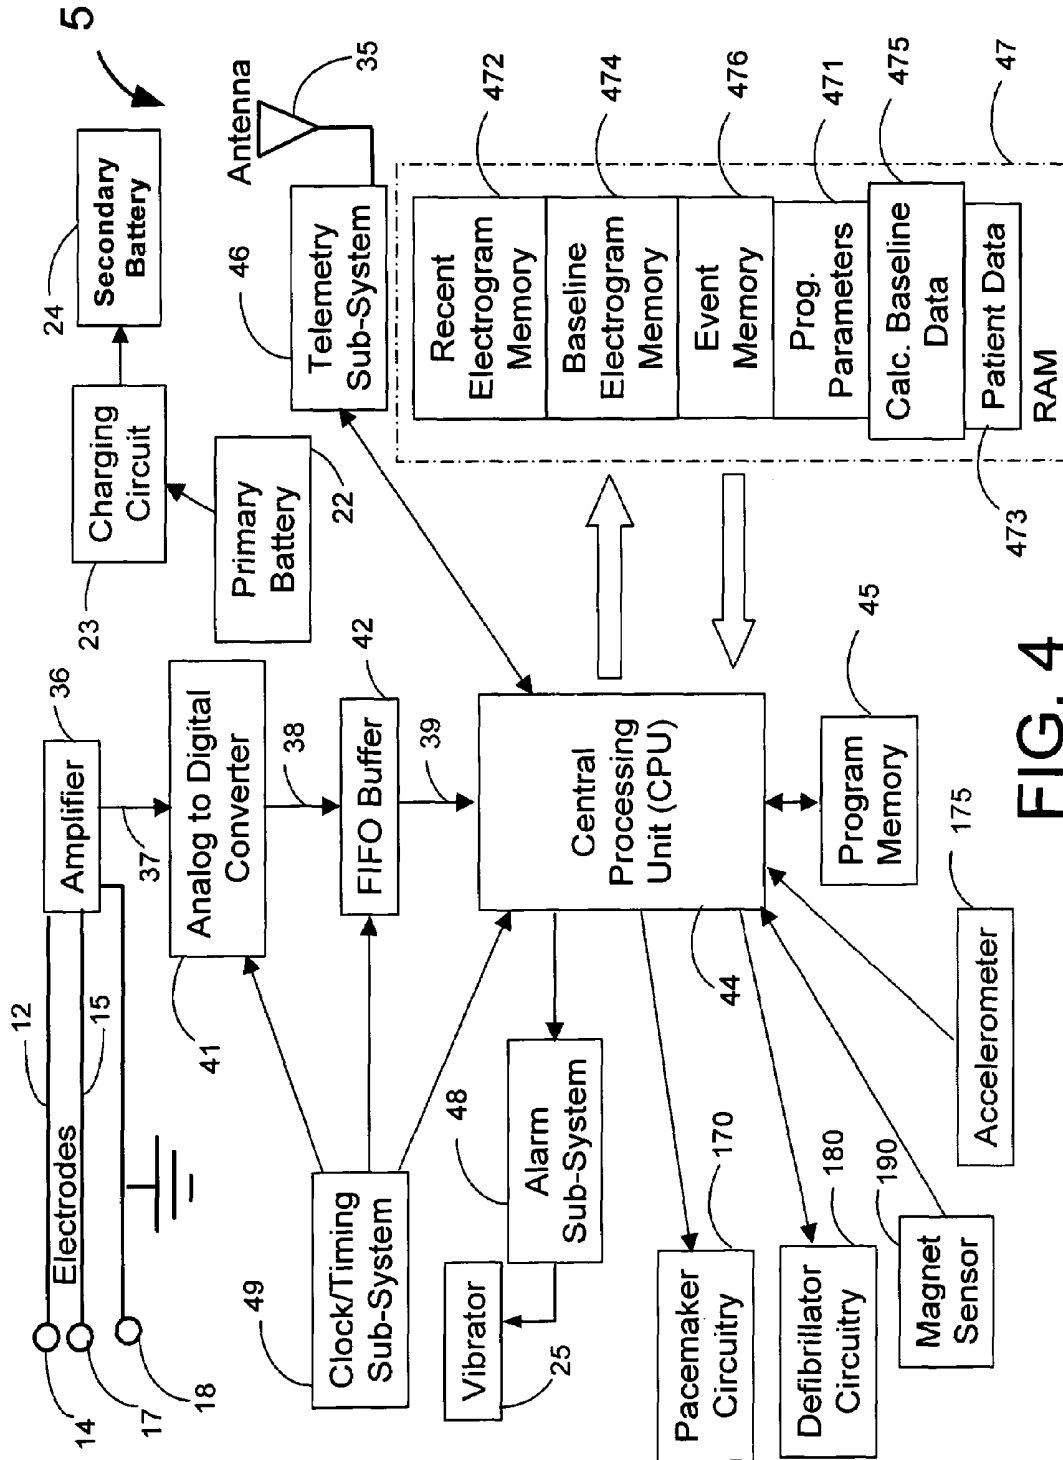 5
14
17
18
Electrodes
12
15
Amplifier
36
37
Analog to Digital
Converter
41
38
FIFO Buffer
42
39
Charging
Circuit
23
Primary
Battery
22
Secondary
Battery
24
Antenna
35
Telemetry
Sub-System
46
Clock/Timing
Sub-System
49
Central
Processing
Unit (CPU)
44
Alarm
Sub-System
48
Vibrator
25
Pacemaker
Circuitry
170
Defibrillator
Circuitry
180
Magnet
Sensor
190
Accelerometer
175
Program
Memory
45
Recent
Electrogram
Memory
472
Baseline
Electrogram
Memory
474
Event
Memory
476
Prog.
Parameters
471
Calc. Baseline
Data
475
Patient Data
473
RAM
47
FIG. 4